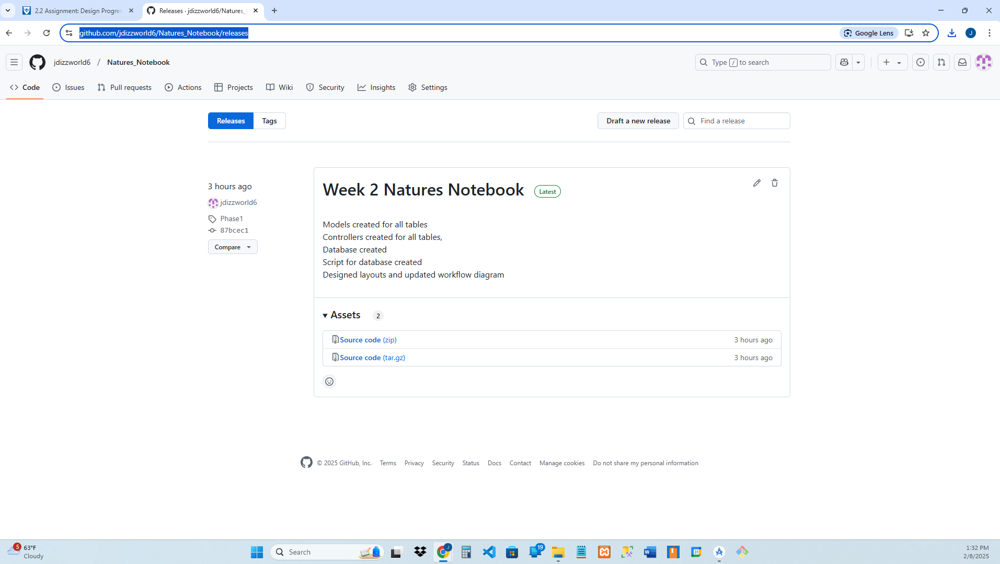 2.2 Assignment: Design Progres
Releases · jdizzworld6/Natures_
github.com/jdizzworld6/Natures_Notebook/releases
Google Lens
J
jdizzworld6 / Natures_Notebook
Type / to search
Code
Issues
Pull requests
Actions
Projects
Wiki
Security
Insights
Settings
Releases
Tags
Draft a new release
Find a release
3 hours ago
jdizzworld6
Phase1
87bcec1
Compare
Week 2 Natures Notebook
Latest
Models created for all tables
Controllers created for all tables,
Database created
Script for database created
Designed layouts and updated workflow diagram
Assets 2
Source code (zip) 3 hours ago
Source code (tar.gz) 3 hours ago
© 2025 GitHub, Inc. Terms Privacy Security Status Docs Contact Manage cookies Do not share my personal information
5
63°F
Cloudy
Search
J
19
W
31
1:32 PM
2/8/2025